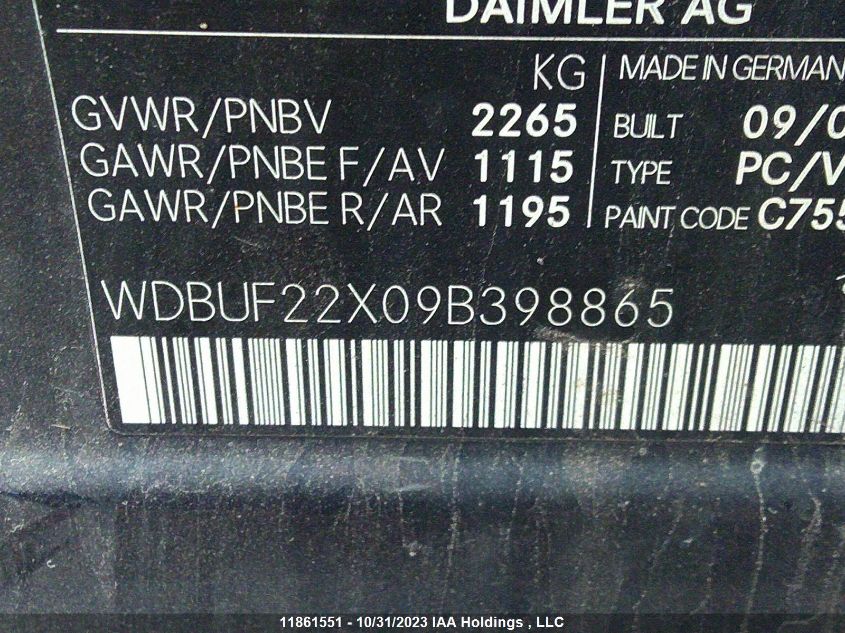 DAIMLER AG
KG
MADE IN GERMAN
GVWR/PNBV 2265
BUILT 09/0
GAWR/PNBE F/AV 1115
TYPE PC/V
GAWR/PNBE R/AR 1195
PAINT CODE C755
WDBUF22X09B398865
11861551 - 10/31/2023 IAA Holdings , LLC